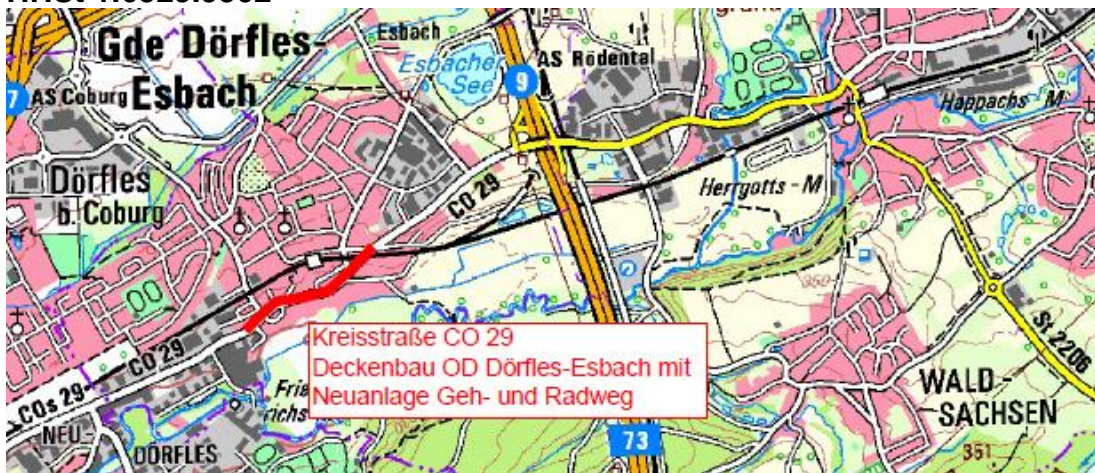 Gde Dörfles-
Esbach
Esbach
Esbacher
See
9
AS Rödental
7
AS Coburg
Happachs-M
Dörfles
b. Coburg
CO 29
Herrgotts-M
350
Kreisstraße CO 29
Deckenbau OD Dörfles-Esbach mit
Neuanlage Geh- und Radweg
CO 29
COs 29
St 2206
WALD-
SACHSEN
NEU-
DÖRFLES
73
351